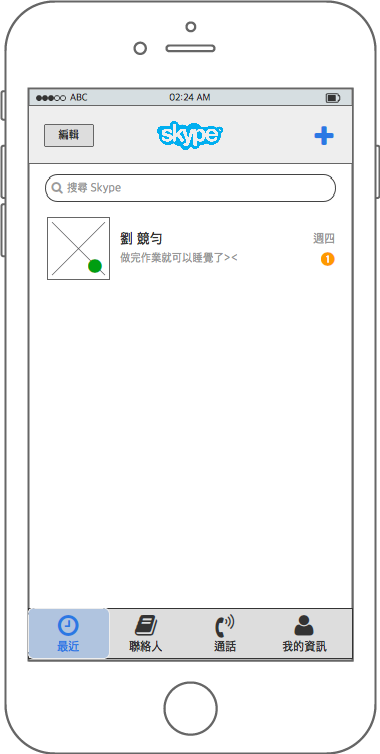 ABC
02:24 AM
編輯
skype
搜尋 Skype
劉 競勻
週四
做完作業就可以睡覺了><
1
最近
聯絡人
通話
我的資訊